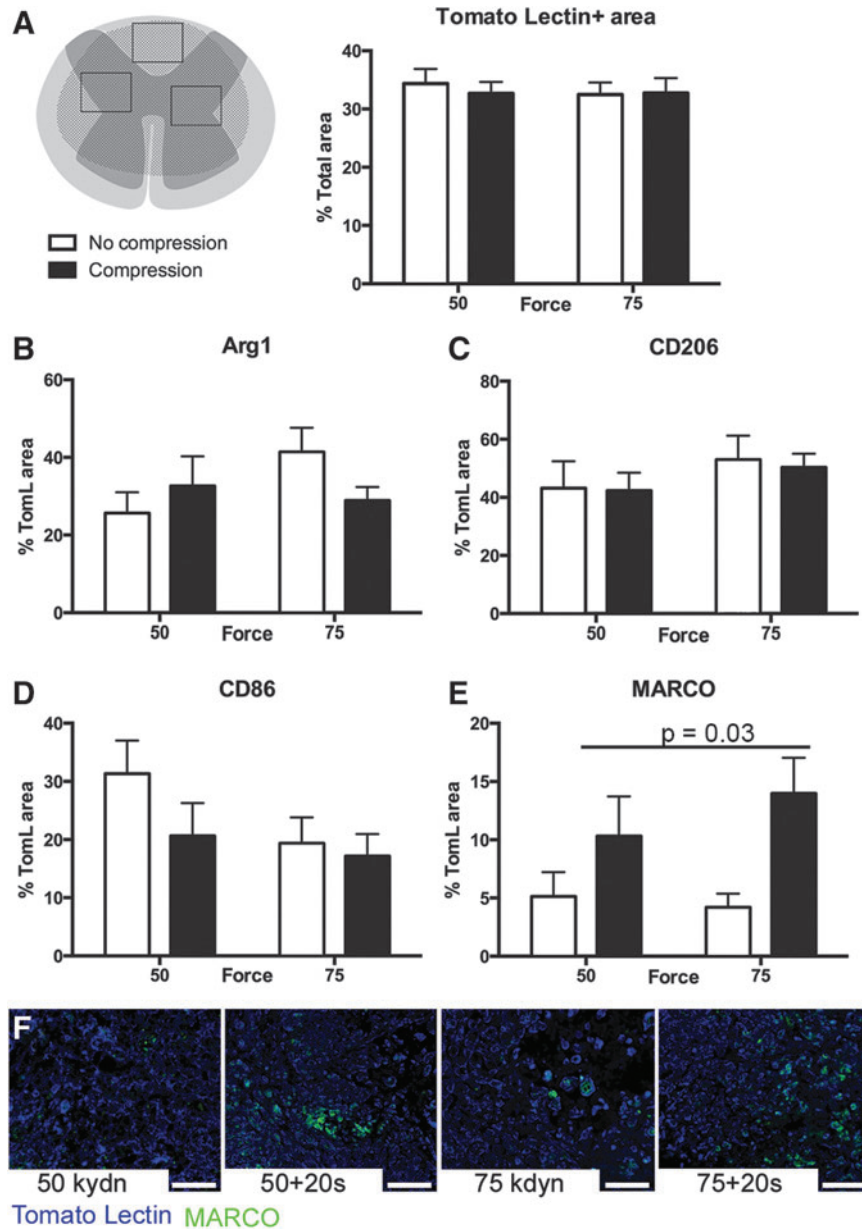 A
Tomato Lectin+ area
% Total area
40
30
20
10
0
50
Force
75
No compression
Compression
B
Arg1
% TomL area
60
40
20
0
50
Force
75
C
CD206
% TomL area
80
60
40
20
0
50
Force
75
D
CD86
% TomL area
40
30
20
10
0
50
Force
75
E
MARCO
% TomL area
20
15
10
5
0
p = 0.03
50
Force
75
F
50 kydn
50+20s
75 kdyn
75+20s
Tomato Lectin MARCO